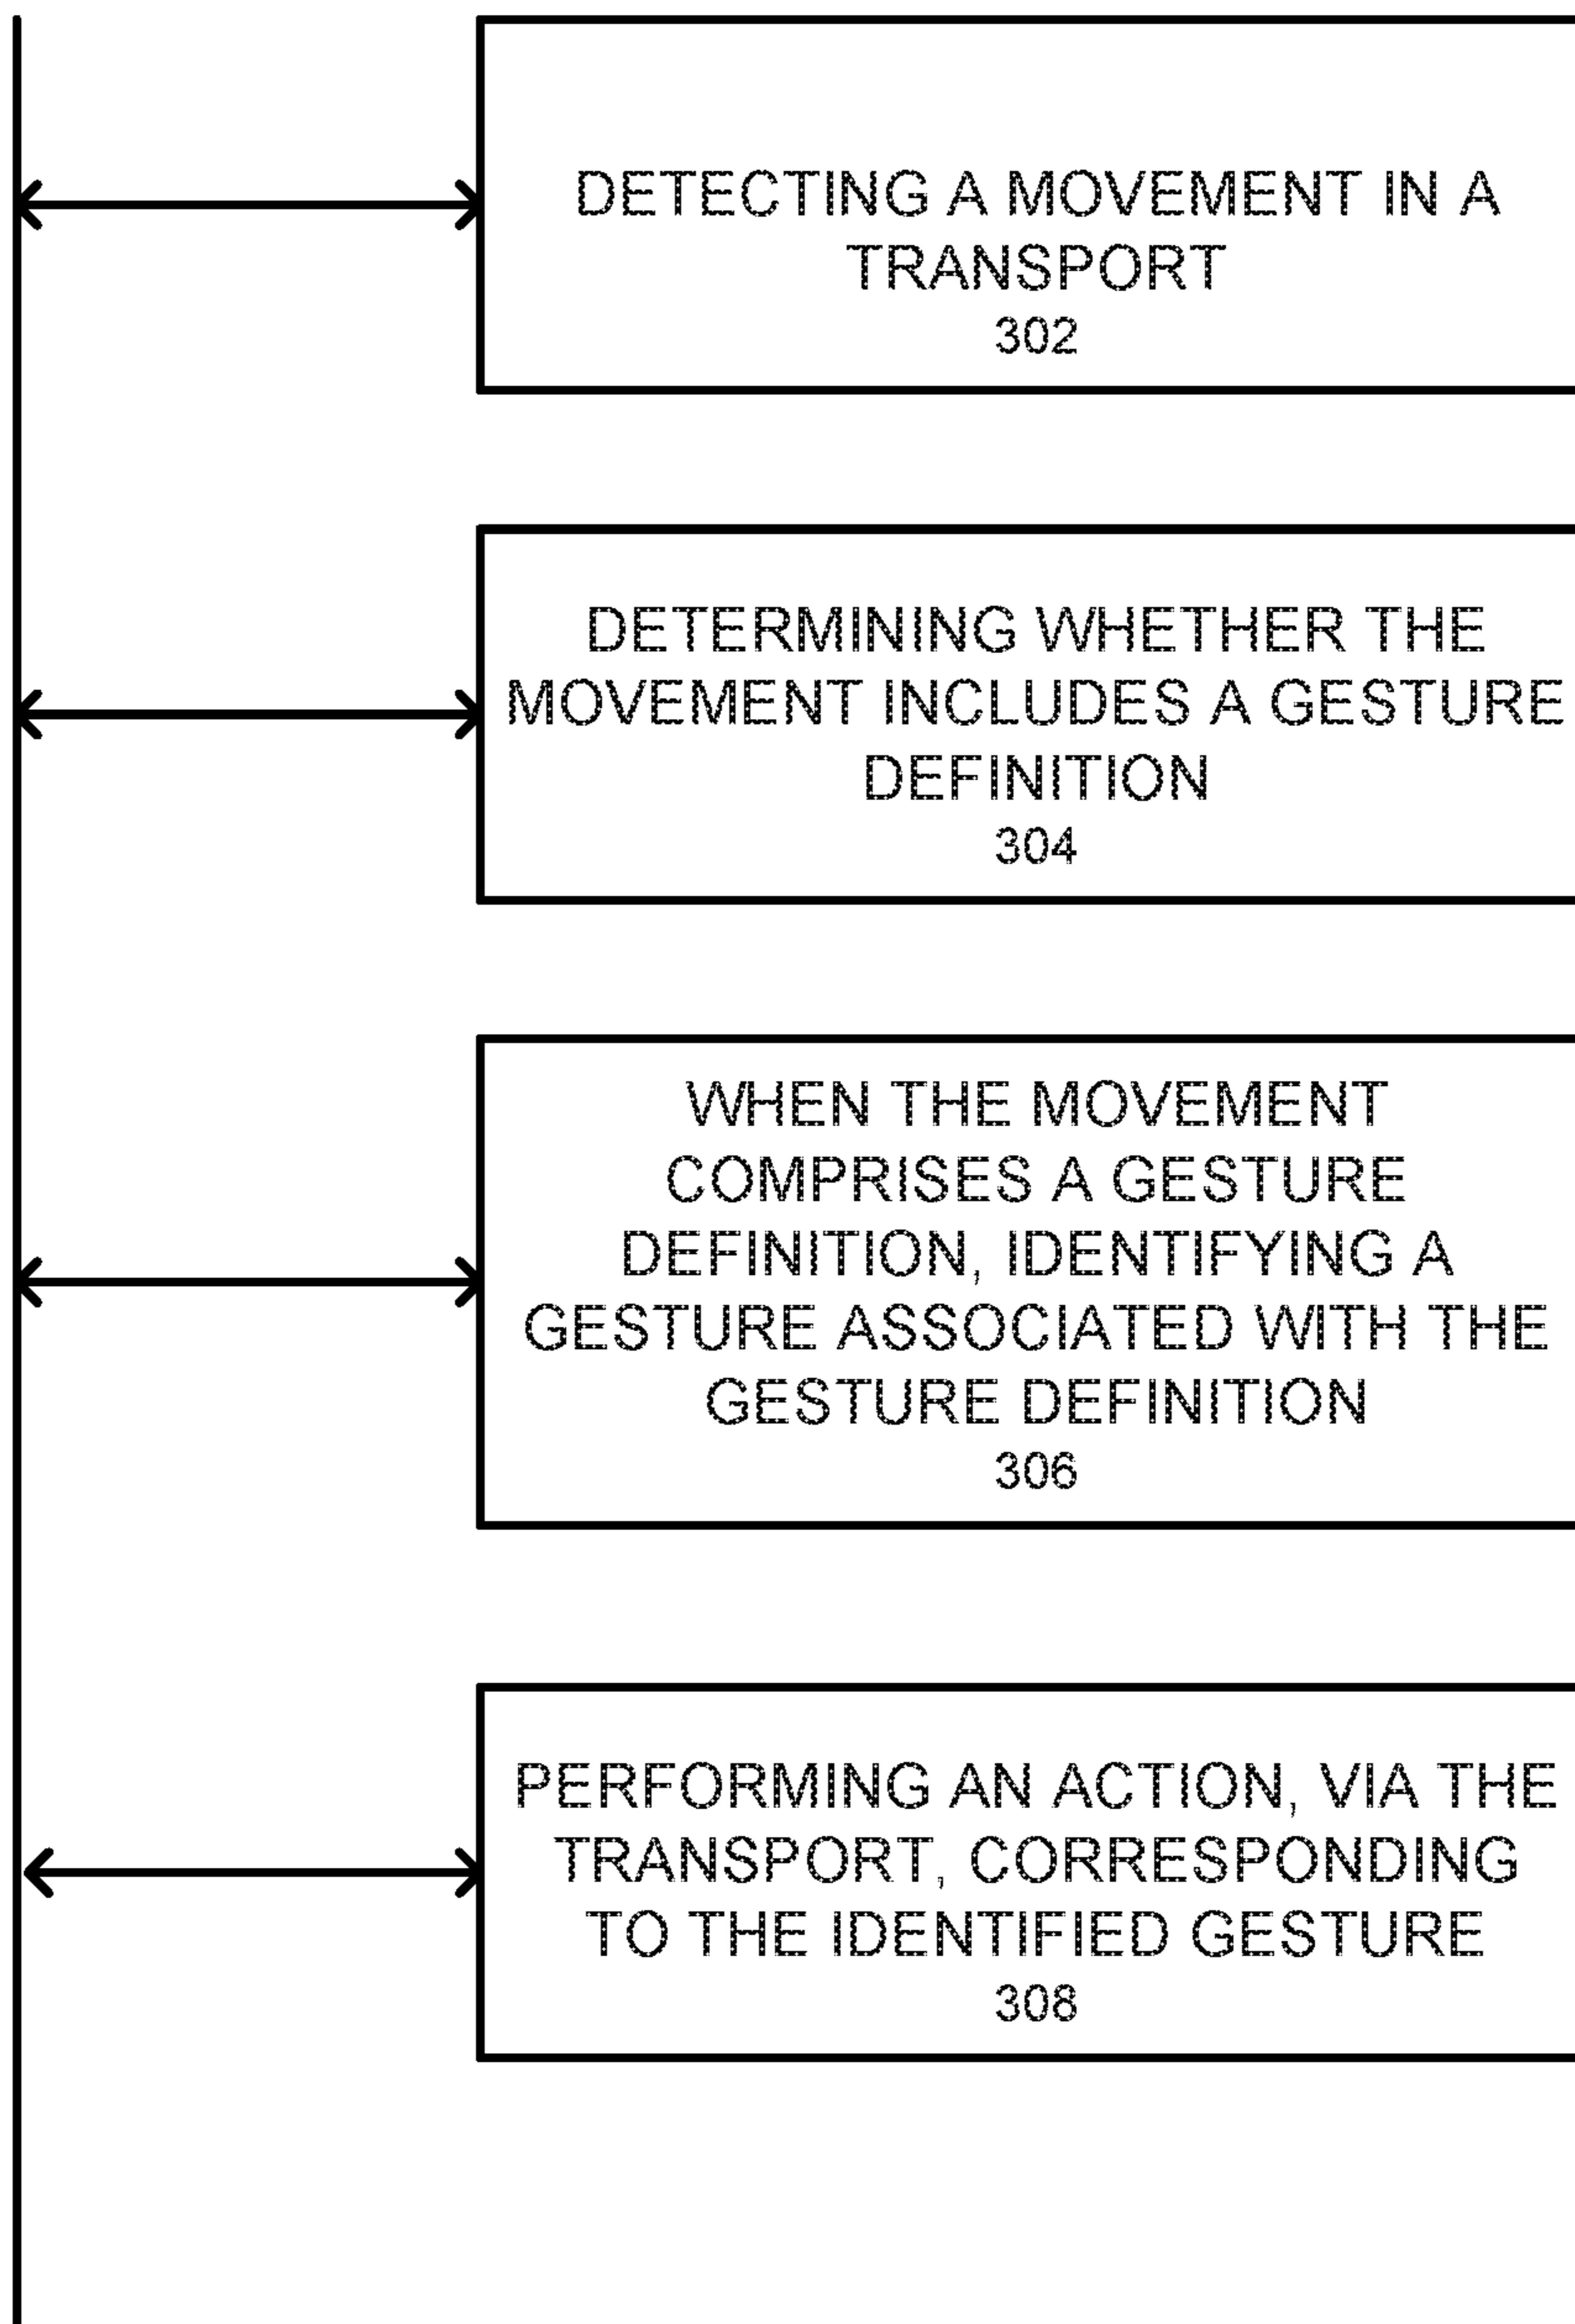 DETECTING A MOVEMENT IN A
TRANSPORT
302
DETERMINING WHETHER THE
MOVEMENT INCLUDES A GESTURE
DEFINITION
304
WHEN THE MOVEMENT
COMPRISES A GESTURE
DEFINITION, IDENTIFYING A
GESTURE ASSOCIATED WITH THE
GESTURE DEFINITION
306
PERFORMING AN ACTION, VIA THE
TRANSPORT, CORRESPONDING
TO THE IDENTIFIED GESTURE
308